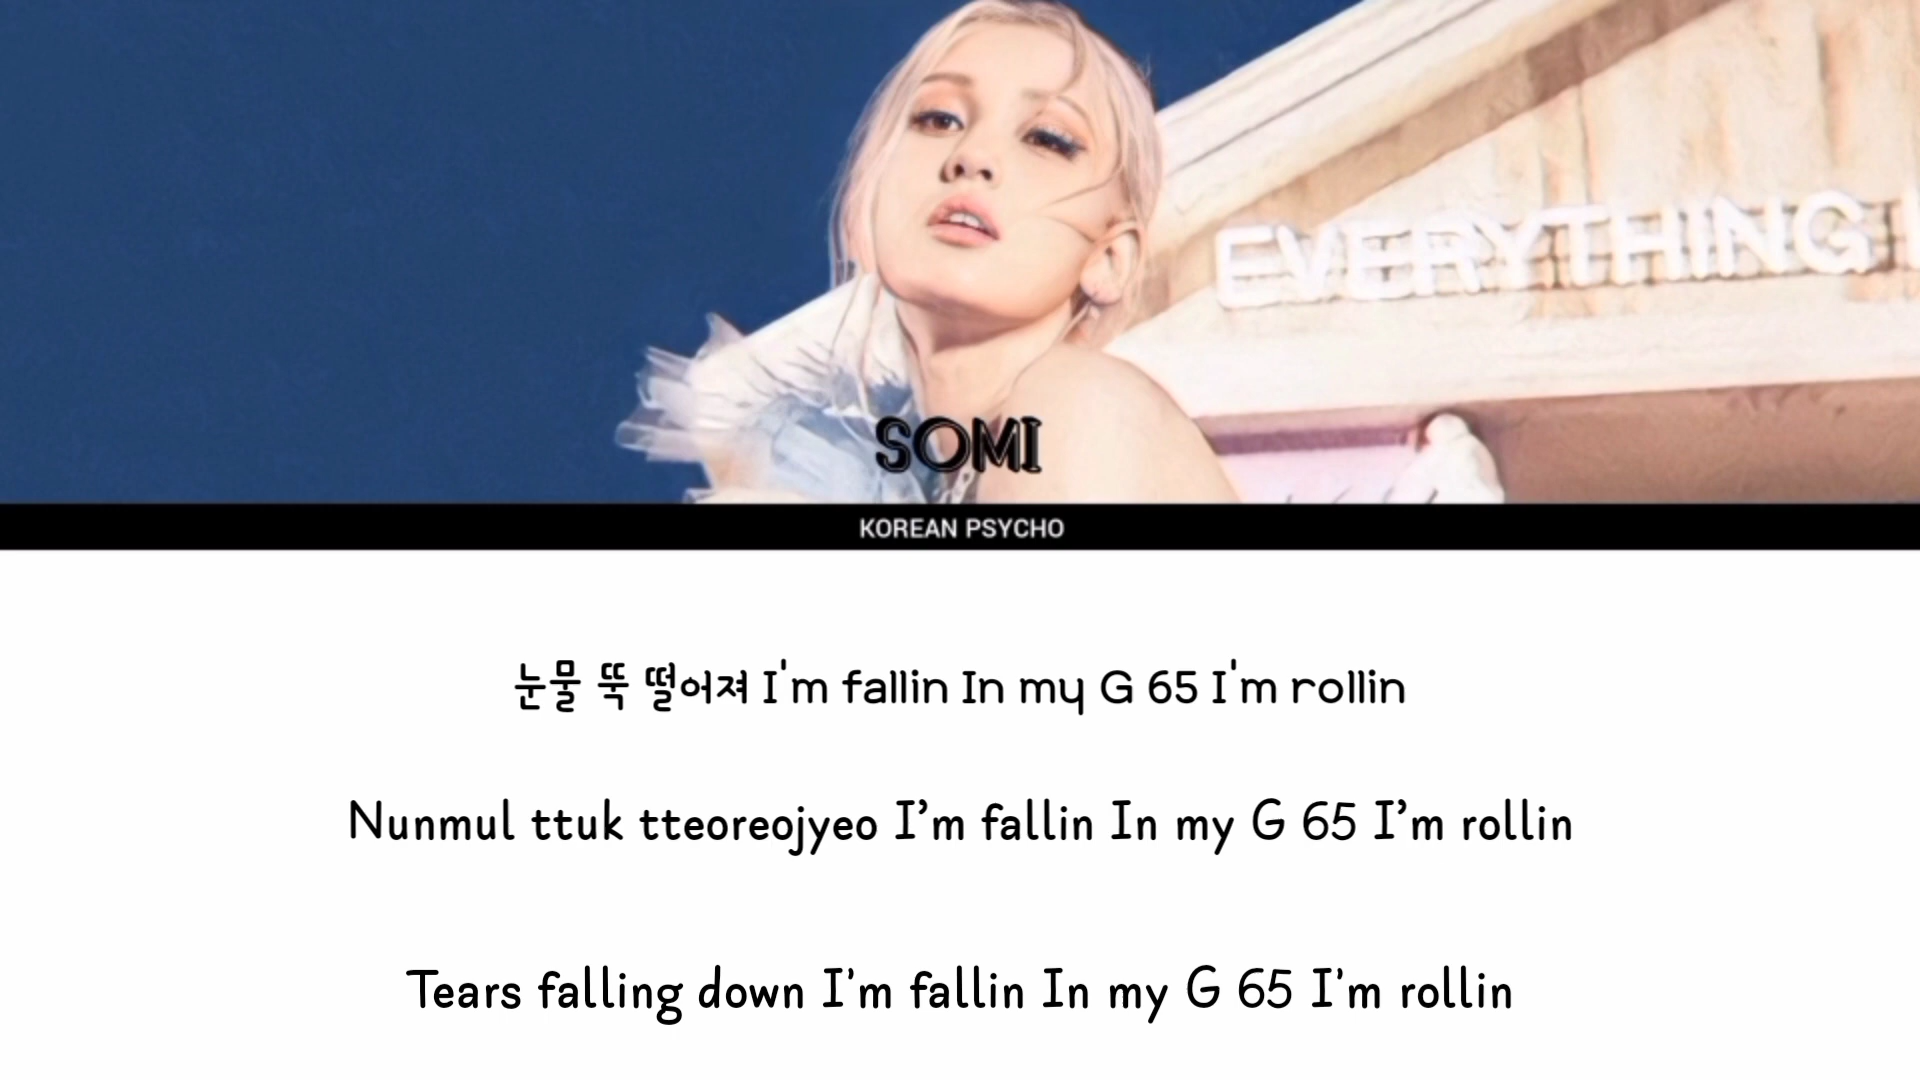 EVERYTHING
SOMI
KOREAN PSYCHO
눈물 뚝 떨어져 I'm fallin In my G 65 I'm rollin
Nunmul ttuk tteoreojyeo I’m fallin In my G 65 I’m rollin
Tears falling down I'm fallin In my G 65 I'm rollin